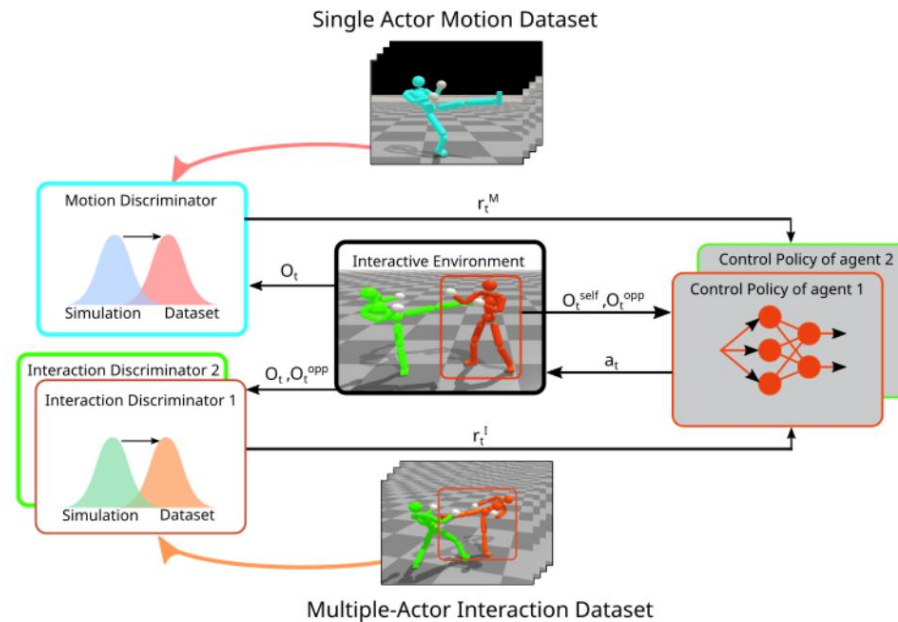 Single Actor Motion Dataset
Motion Discriminator
Simulation Dataset
r_t^M
Interactive Environment
O_t
O_t^self ,O_t^opp
a_t
Control Policy of agent 2
Control Policy of agent 1
Interaction Discriminator 2
Interaction Discriminator 1
Simulation Dataset
O_t ,O_t^opp
r_t^I
Multiple-Actor Interaction Dataset